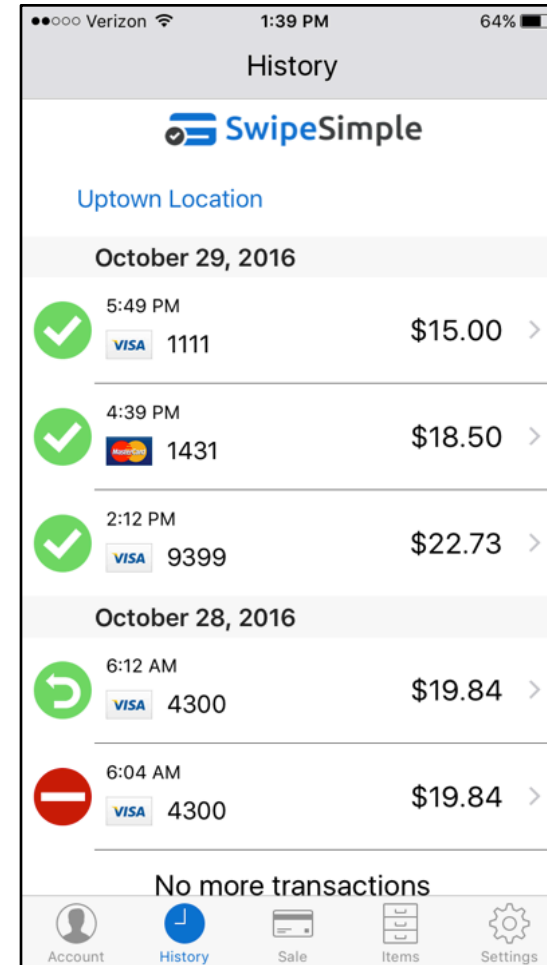 Verizon 1:39 PM 64%
History
SwipeSimple
Uptown Location
October 29, 2016
5:49 PM
VISA 1111 $15.00
4:39 PM
MasterCard 1431 $18.50
2:12 PM
VISA 9399 $22.73
October 28, 2016
6:12 AM
VISA 4300 $19.84
6:04 AM
VISA 4300 $19.84
No more transactions
Account History Sale Items Settings